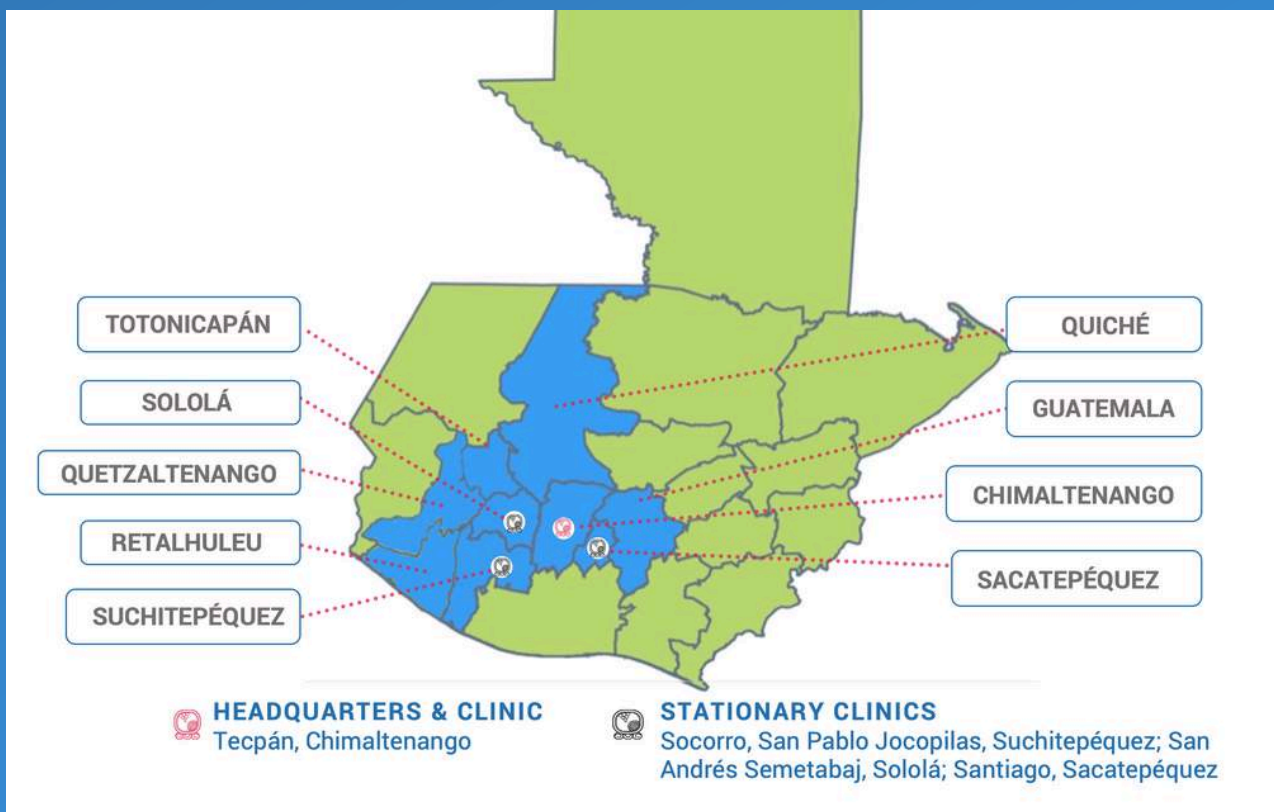 TOTONICAPÁN
SOLOLÁ
QUETZALTENANGO
RETALHULEU
SUCHITEPÉQUEZ
QUICHÉ
GUATEMALA
CHIMALTENANGO
SACATEPÉQUEZ
HEADQUARTERS & CLINIC
Tecpán, Chimaltenango
STATIONARY CLINICS
Socorro, San Pablo Jocopilas, Suchitepéquez; San
Andrés Semetabaj, Sololá; Santiago, Sacatepéquez